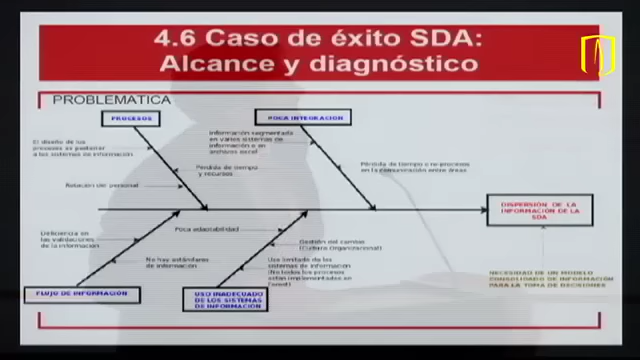 4.6 Caso de éxito SDA:
Alcance y diagnóstico
PROBLEMATICA
PROCESOS
POCA INTEGRACION
El diseño de los
procesos es posterior
a los sistemas de información
Información segmentada
en varios sistemas de
información o en
archivos excel
Pérdida de tiempo
y recursos
Pérdida de tiempo o re procesos
en la comunicación entre áreas
Rotación del personal
DISPERSIÓN DE LA
INFORMACIÓN DE LA
SDA
Deficiencia en
las validaciones
de la información
Poca adaptabilidad
Gestión del cambio
(Cultura Organizacional)
No hay estándares
de información
Uso limitado de los
sistemas de información
(No todos los procesos
están implementados en
Forest)
NECESIDAD DE UN MODELO
CONSOLIDADO DE INFORMACIÓN
PARA LA TOMA DE DECISIONES
FLUJO DE INFORMACIÓN
USO INADECUADO
DE LOS SISTEMAS DE
INFORMACIÓN